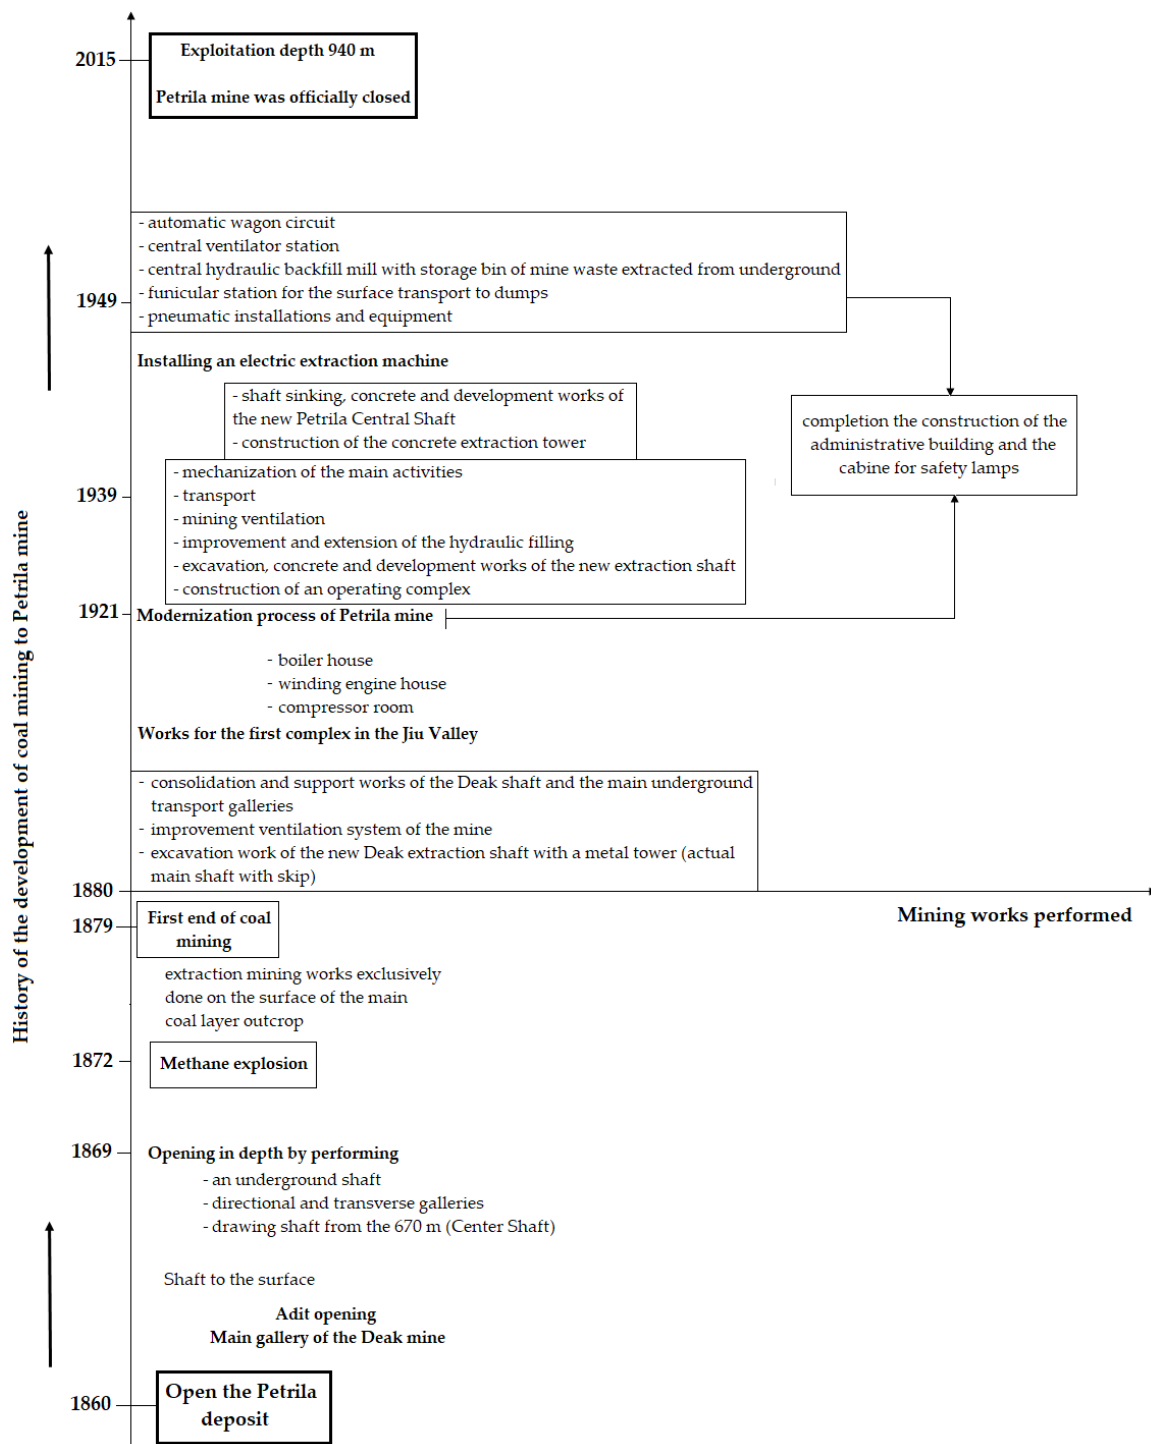 2015
Exploitation depth 940 m
Petrila mine was officially closed
- automatic wagon circuit
- central ventilator station
- central hydraulic backfill mill with storage bin of mine waste extracted from underground
- funicular station for the surface transport to dumps
1949
- pneumatic installations and equipment
Installing an electric extraction machine
- shaft sinking, concrete and development works of
the new Petrila Central Shaft
- construction of the concrete extraction tower
completion the construction of the
administrative building and the
cabine for safety lamps
- mechanization of the main activities
1939
- transport
- mining ventilation
- improvement and extension of the hydraulic filling
- excavation, concrete and development works of the new extraction shaft
- construction of an operating complex
1921
Modernization process of Petrila mine
- boiler house
- winding engine house
- compressor room
Works for the first complex in the Jiu Valley
- consolidation and support works of the Deak shaft and the main underground
transport galleries
- improvement ventilation system of the mine
- excavation work of the new Deak extraction shaft with a metal tower (actual
main shaft with skip)
1880
Mining works performed
1879
First end of coal
mining
extraction mining works exclusively
done on the surface of the main
coal layer outcrop
1872
Methane explosion
1869
Opening in depth by performing
- an underground shaft
- directional and transverse galleries
- drawing shaft from the 670 m (Center Shaft)
Shaft to the surface
Adit opening
Main gallery of the Deak mine
1860
Open the Petrila
deposit
History of the development of coal mining to Petrila mine